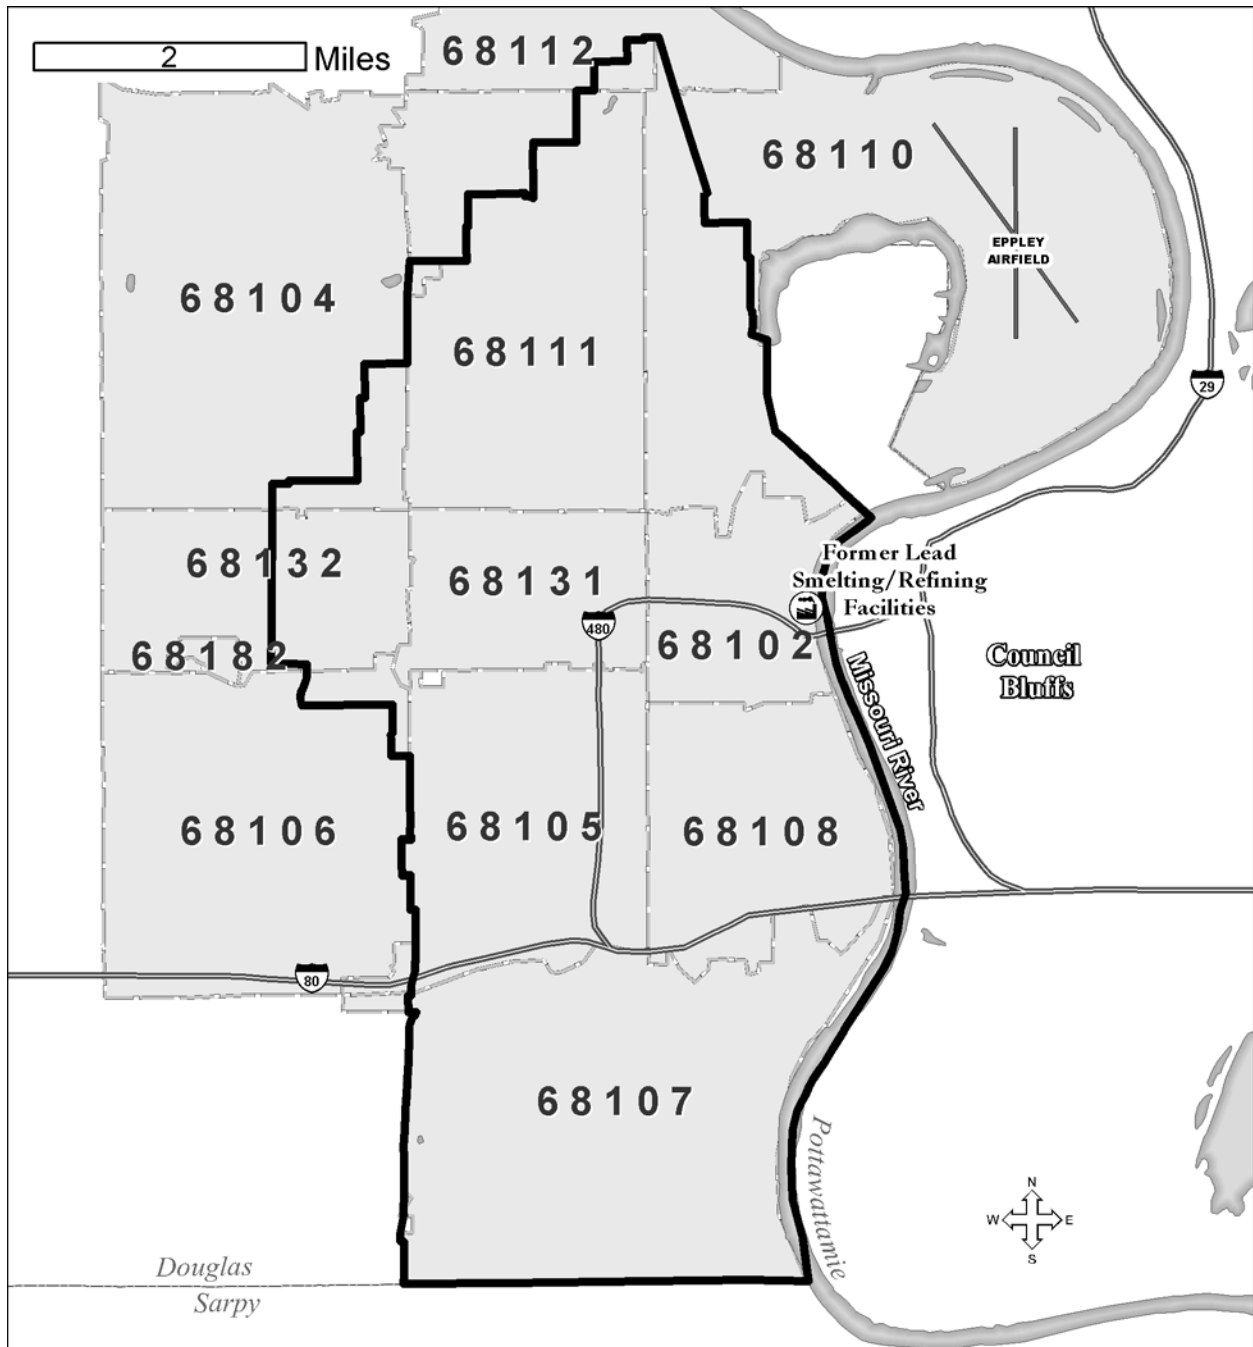 68112
2 Miles
68110
EPPLEY
AIRFIELD
68104
68111
29
68132
68131
Former Lead
Smelting/Refining
Facilities
480
68182
68102
Council
Bluffs
Missouri River
68106
68105
68108
80
68107
Pottawattamie
N
W E
S
Douglas
Sarpy